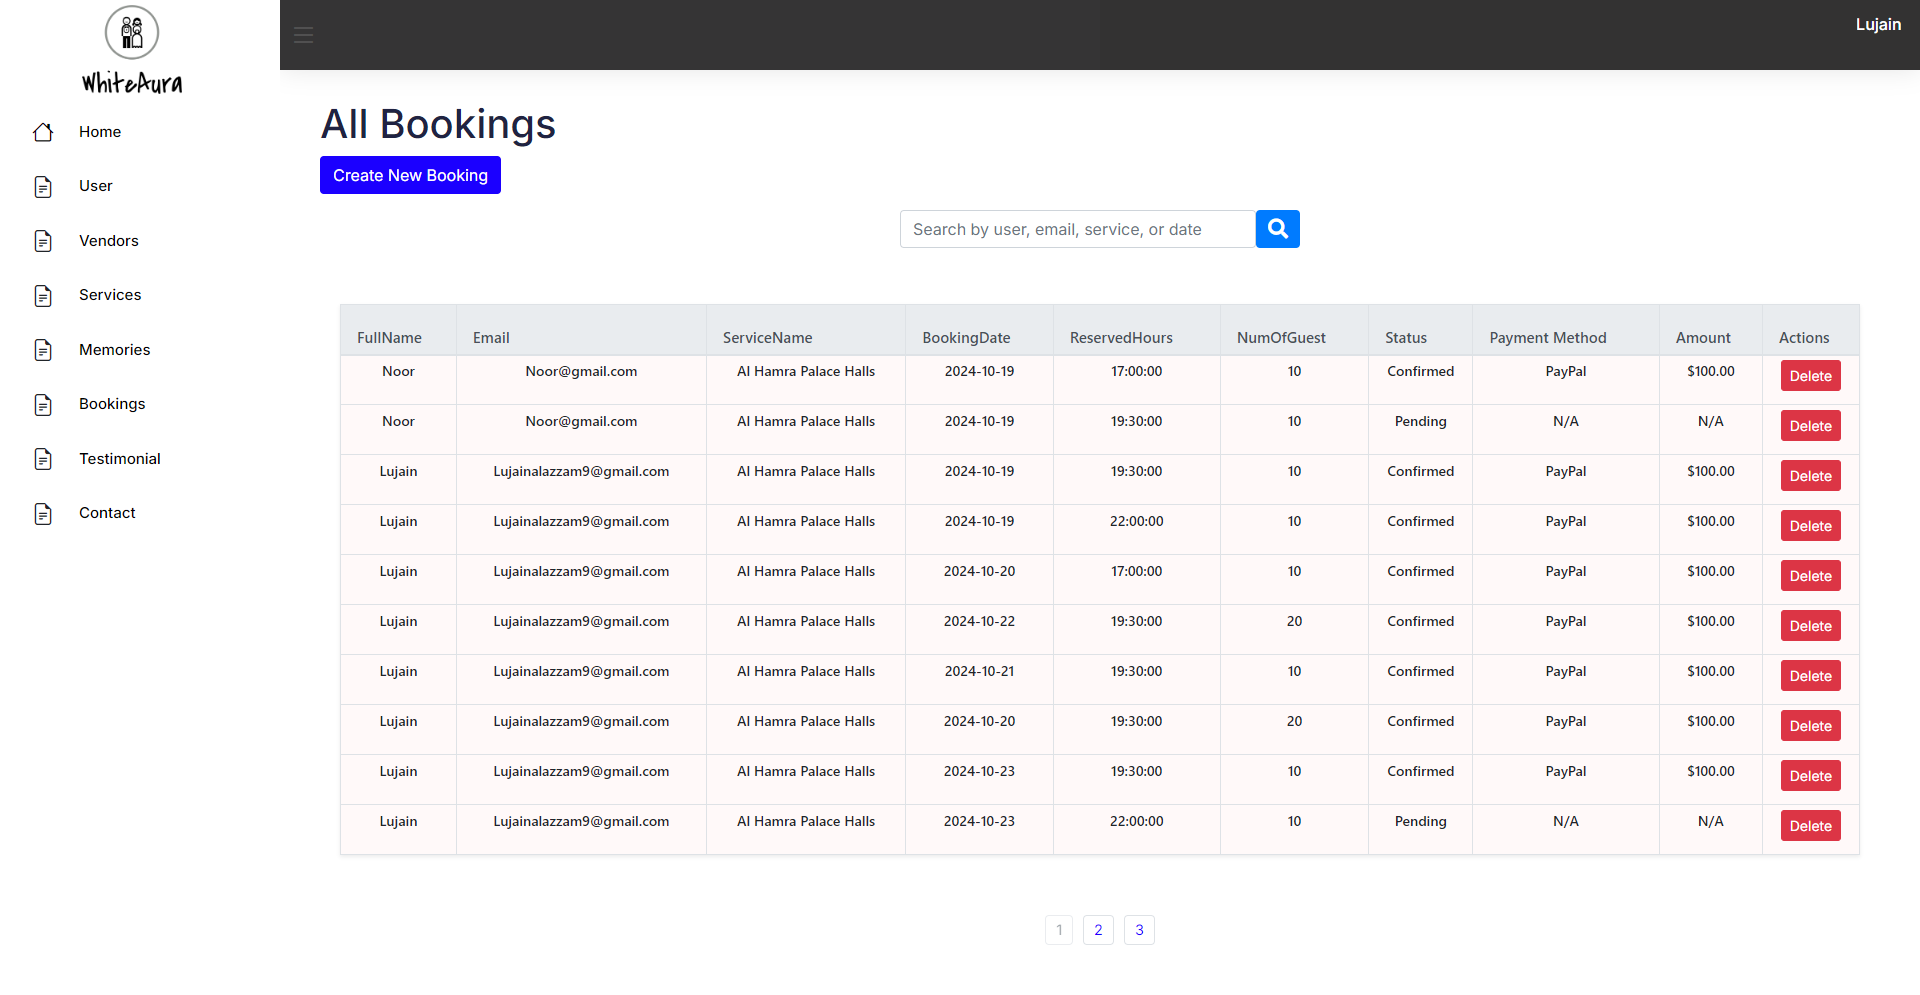 WhiteAura
Lujain
Home
User
Vendors
Services
Memories
Bookings
Testimonial
Contact
All Bookings
Create New Booking
Search by user, email, service, or date
FullName Email ServiceName BookingDate ReservedHours NumOfGuest Status Payment Method Amount Actions
Noor Noor@gmail.com Al Hamra Palace Halls 2024-10-19 17:00:00 10 Confirmed PayPal $100.00 Delete
Noor Noor@gmail.com Al Hamra Palace Halls 2024-10-19 19:30:00 10 Pending N/A N/A Delete
Lujain Lujainalazzam9@gmail.com Al Hamra Palace Halls 2024-10-19 19:30:00 10 Confirmed PayPal $100.00 Delete
Lujain Lujainalazzam9@gmail.com Al Hamra Palace Halls 2024-10-19 22:00:00 10 Confirmed PayPal $100.00 Delete
Lujain Lujainalazzam9@gmail.com Al Hamra Palace Halls 2024-10-20 17:00:00 10 Confirmed PayPal $100.00 Delete
Lujain Lujainalazzam9@gmail.com Al Hamra Palace Halls 2024-10-22 19:30:00 20 Confirmed PayPal $100.00 Delete
Lujain Lujainalazzam9@gmail.com Al Hamra Palace Halls 2024-10-21 19:30:00 10 Confirmed PayPal $100.00 Delete
Lujain Lujainalazzam9@gmail.com Al Hamra Palace Halls 2024-10-20 19:30:00 20 Confirmed PayPal $100.00 Delete
Lujain Lujainalazzam9@gmail.com Al Hamra Palace Halls 2024-10-23 19:30:00 10 Confirmed PayPal $100.00 Delete
Lujain Lujainalazzam9@gmail.com Al Hamra Palace Halls 2024-10-23 22:00:00 10 Pending N/A N/A Delete
1 2 3